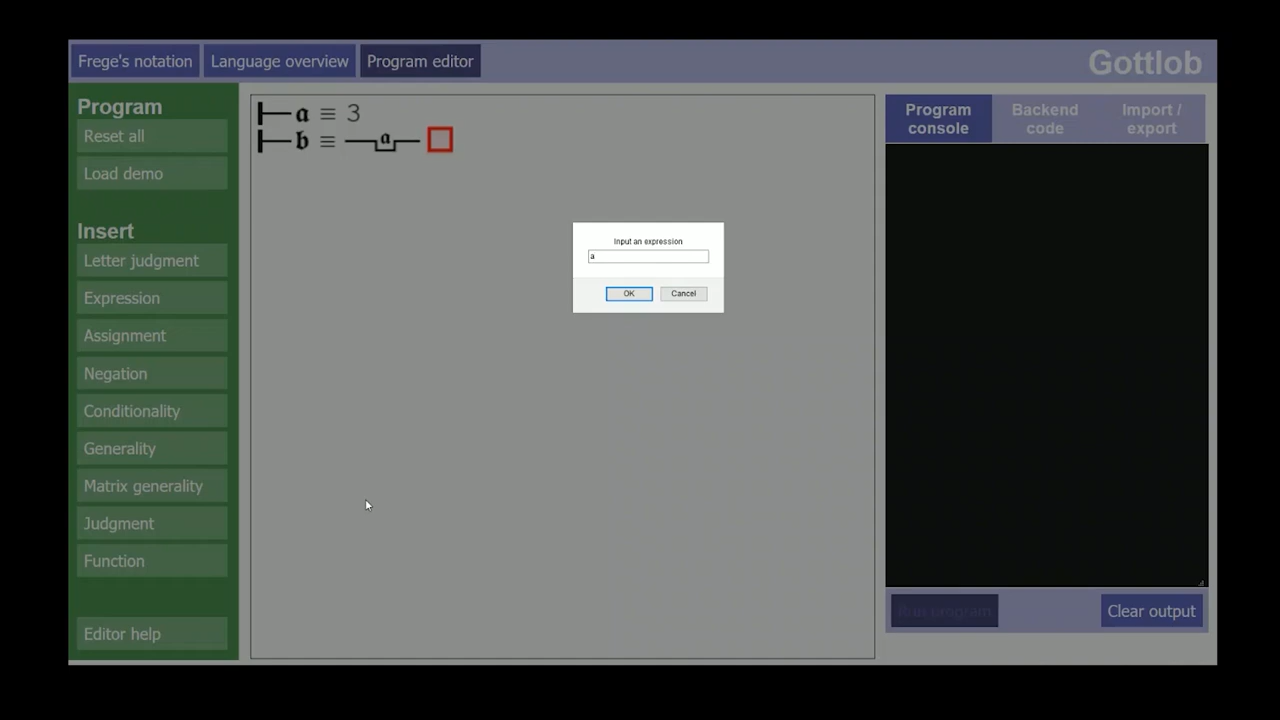 Frege's notation Language overview Program editor Gottlob
Program
Reset all
Load demo
Insert
Letter judgment
Expression
Assignment
Negation
Conditionality
Generality
Matrix generality
Judgment
Function
Editor help
𝖆 ≡ 3
𝖇 ≡ 𝖆
Input an expression
a
OK Cancel
Program console
Backend code
Import / export
Run program Clear output